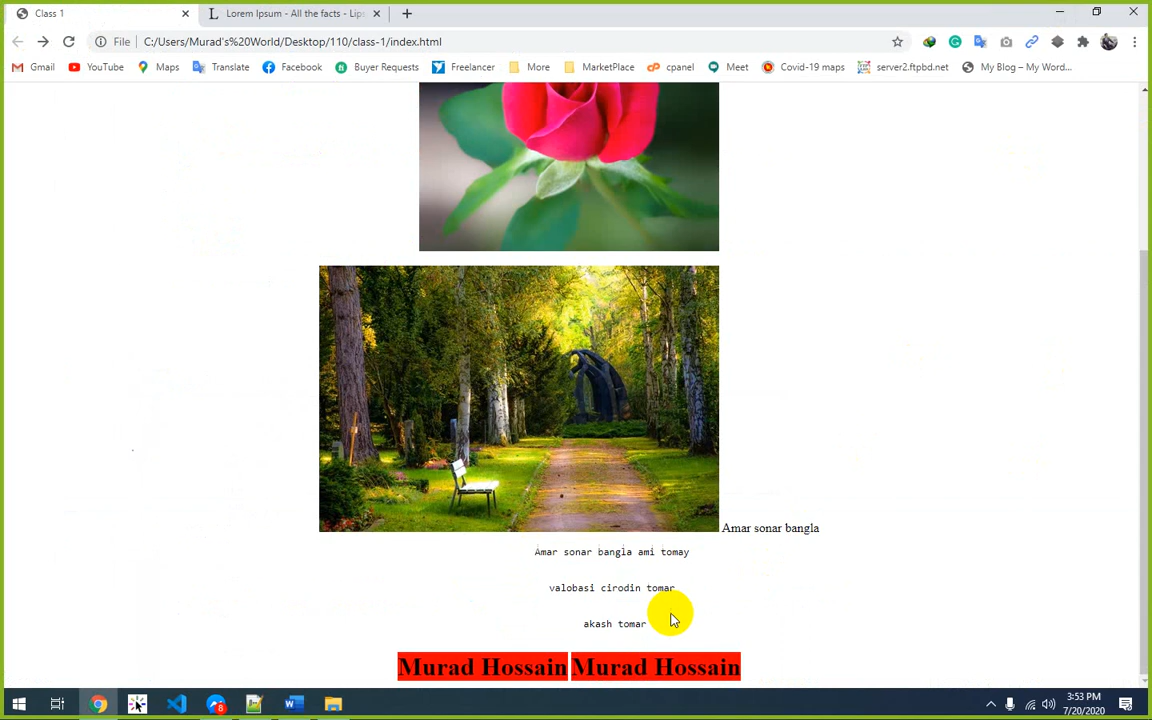 Class 1
Lorem Ipsum - All the facts - Lips
File
C:/Users/Murad's%20World/Desktop/110/class-1/index.html
Gmail YouTube Maps Translate Facebook Buyer Requests Freelancer More MarketPlace cpanel Meet Covid-19 maps server2.ftpbd.net My Blog – My Word...
Amar sonar bangla
Amar sonar bangla ami tomay
valobasi cirodin tomar
akash tomar
Murad Hossain Murad Hossain
8
3:53 PM
7/20/2020